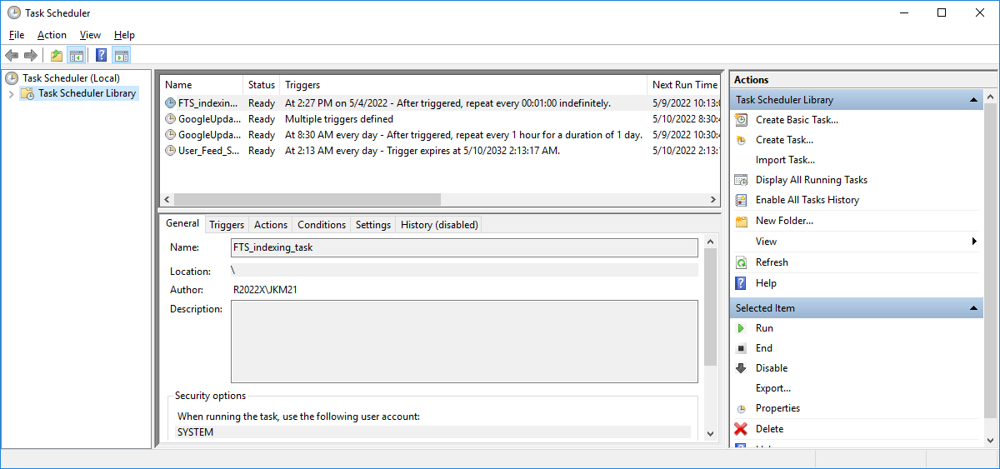 Task Scheduler
File Action View Help
Task Scheduler (Local)
Task Scheduler Library
Name Status Triggers Next Run Time
FTS_indexin... Ready At 2:27 PM on 5/4/2022 - After triggered, repeat every 00:01:00 indefinitely. 5/9/2022 10:13:0
GoogleUpda... Ready Multiple triggers defined 5/10/2022 8:30:4
GoogleUpda... Ready At 8:30 AM every day - After triggered, repeat every 1 hour for a duration of 1 day. 5/9/2022 10:30:4
User_Feed_S... Ready At 2:13 AM every day - Trigger expires at 5/10/2032 2:13:17 AM. 5/10/2022 2:13:1
General Triggers Actions Conditions Settings History (disabled)
Name: FTS_indexing_task
Location: \
Author: R2022X\JKM21
Description:
Security options
When running the task, use the following user account:
SYSTEM
Actions
Task Scheduler Library
Create Basic Task...
Create Task...
Import Task...
Display All Running Tasks
Enable All Tasks History
New Folder...
View
Refresh
Help
Selected Item
Run
End
Disable
Export...
Properties
Delete